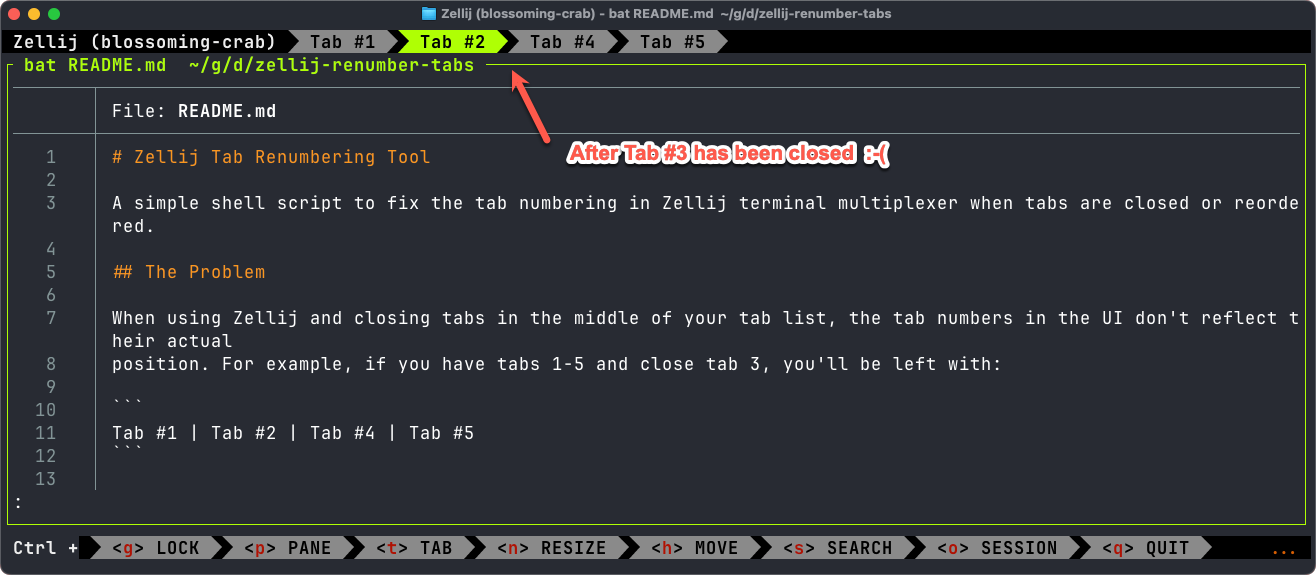 Zellij (blossoming-crab) - bat README.md ~/g/d/zellij-renumber-tabs
Zellij (blossoming-crab) Tab #1 Tab #2 Tab #4 Tab #5
bat README.md ~/g/d/zellij-renumber-tabs
File: README.md
After Tab #3 has been closed :-(
1 # Zellij Tab Renumbering Tool
2
3 A simple shell script to fix the tab numbering in Zellij terminal multiplexer when tabs are closed or reorde
red.
4
5 ## The Problem
6
7 When using Zellij and closing tabs in the middle of your tab list, the tab numbers in the UI don't reflect t
heir actual
8 position. For example, if you have tabs 1-5 and close tab 3, you'll be left with:
9
10 ```
11 Tab #1 | Tab #2 | Tab #4 | Tab #5
12 ```
13
:
Ctrl + <g> LOCK <p> PANE <t> TAB <n> RESIZE <h> MOVE <s> SEARCH <o> SESSION <q> QUIT ...